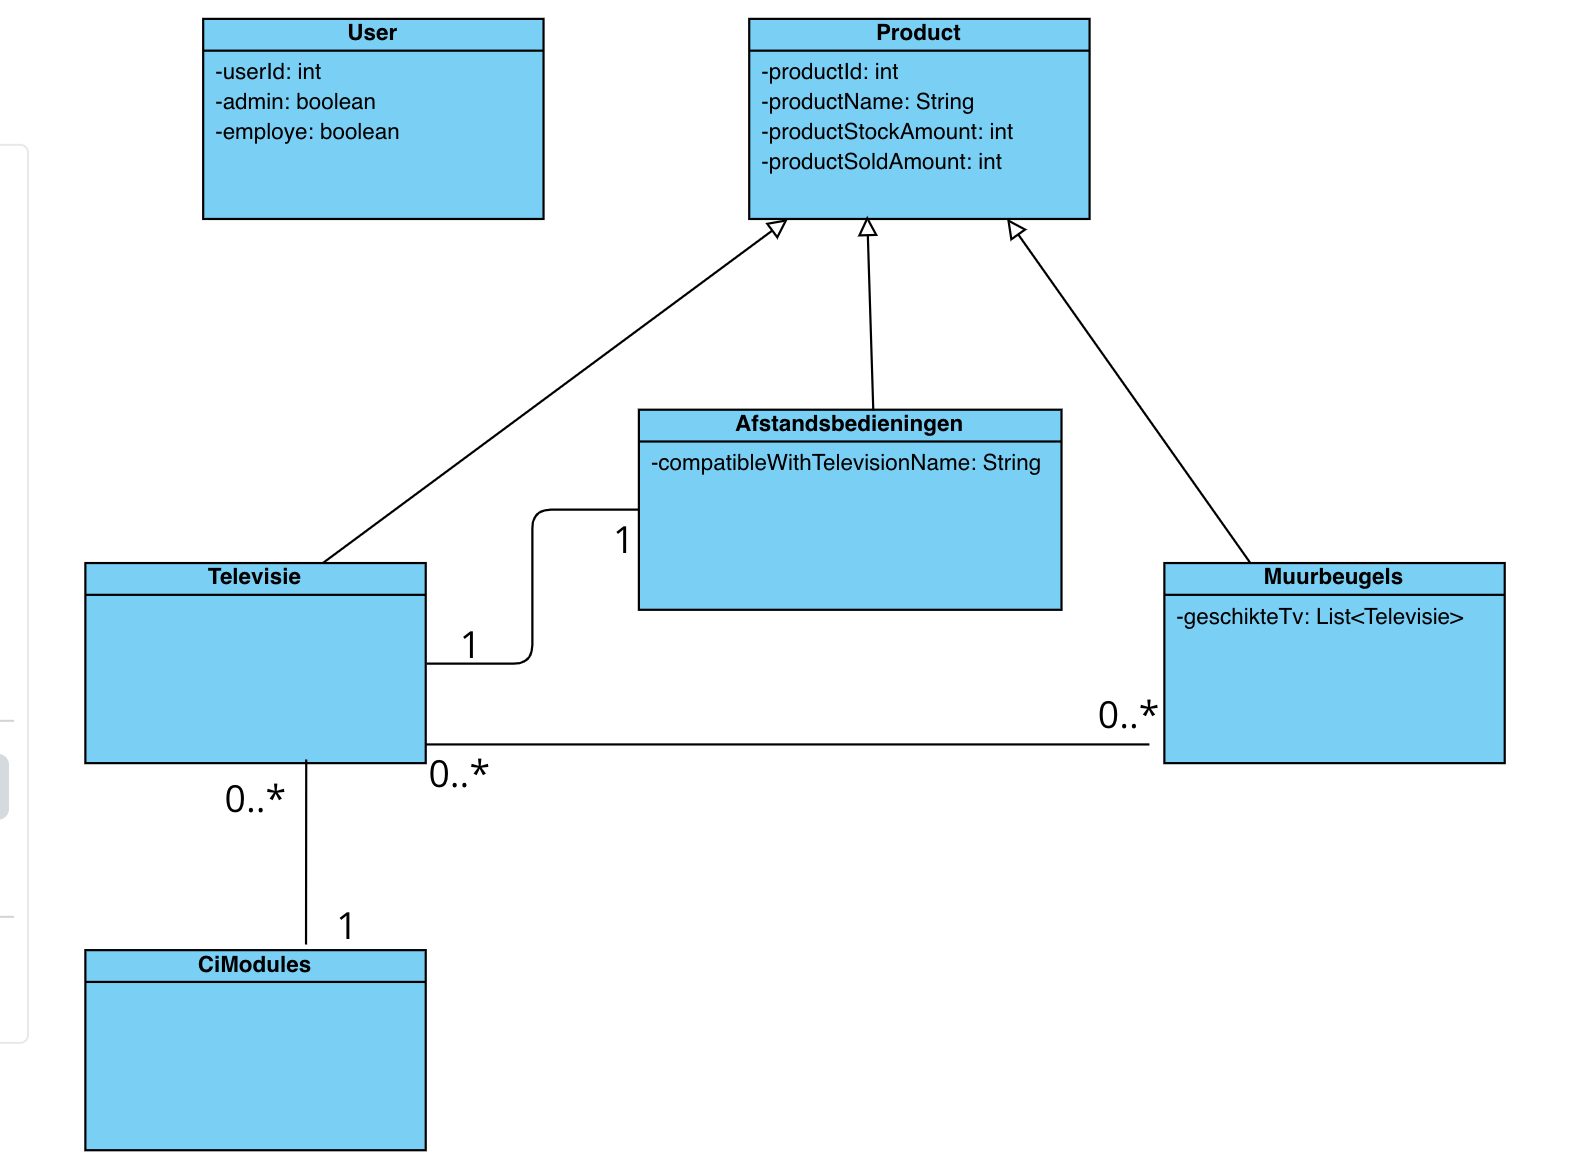 User
-userId: int
-admin: boolean
-employe: boolean
Product
-productId: int
-productName: String
-productStockAmount: int
-productSoldAmount: int
Afstandsbedieningen
-compatibleWithTelevisionName: String
1
Televisie
1
Muurbeugels
-geschikteTv: List<Televisie>
0..*
0..*
0..*
1
CiModules